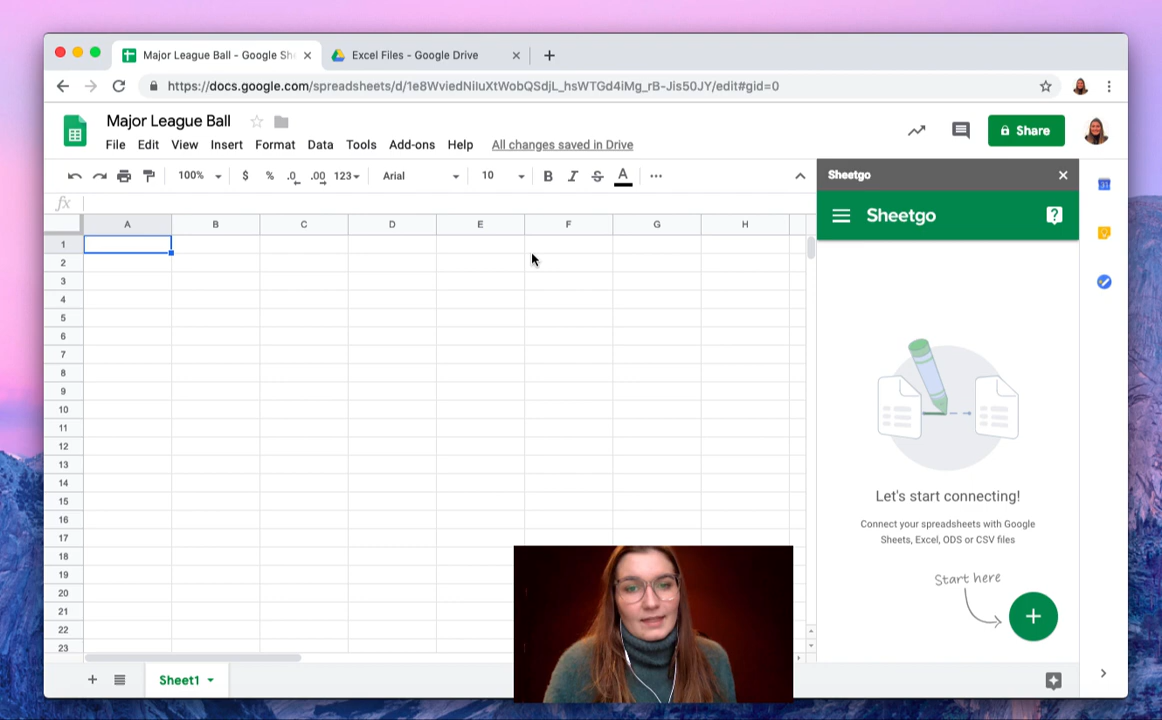 Major League Ball - Google Sh
Excel Files - Google Drive
https://docs.google.com/spreadsheets/d/1e8WviedNiluXtWobQSdjL_hsWTGd4iMg_rB-Jis50JY/edit#gid=0
Major League Ball
File Edit View Insert Format Data Tools Add-ons Help All changes saved in Drive
Share
100% $ % .0 .00 123 Arial 10 B I S A
fx
Sheetgo
Sheetgo
31
A B C D E F G H
1
2
3
4
5
6
7
8
9
10
11
12
13
14
15
16
17
18
19
20
21
22
23
Let's start connecting!
Connect your spreadsheets with Google
Sheets, Excel, ODS or CSV files
Start here
Sheet1